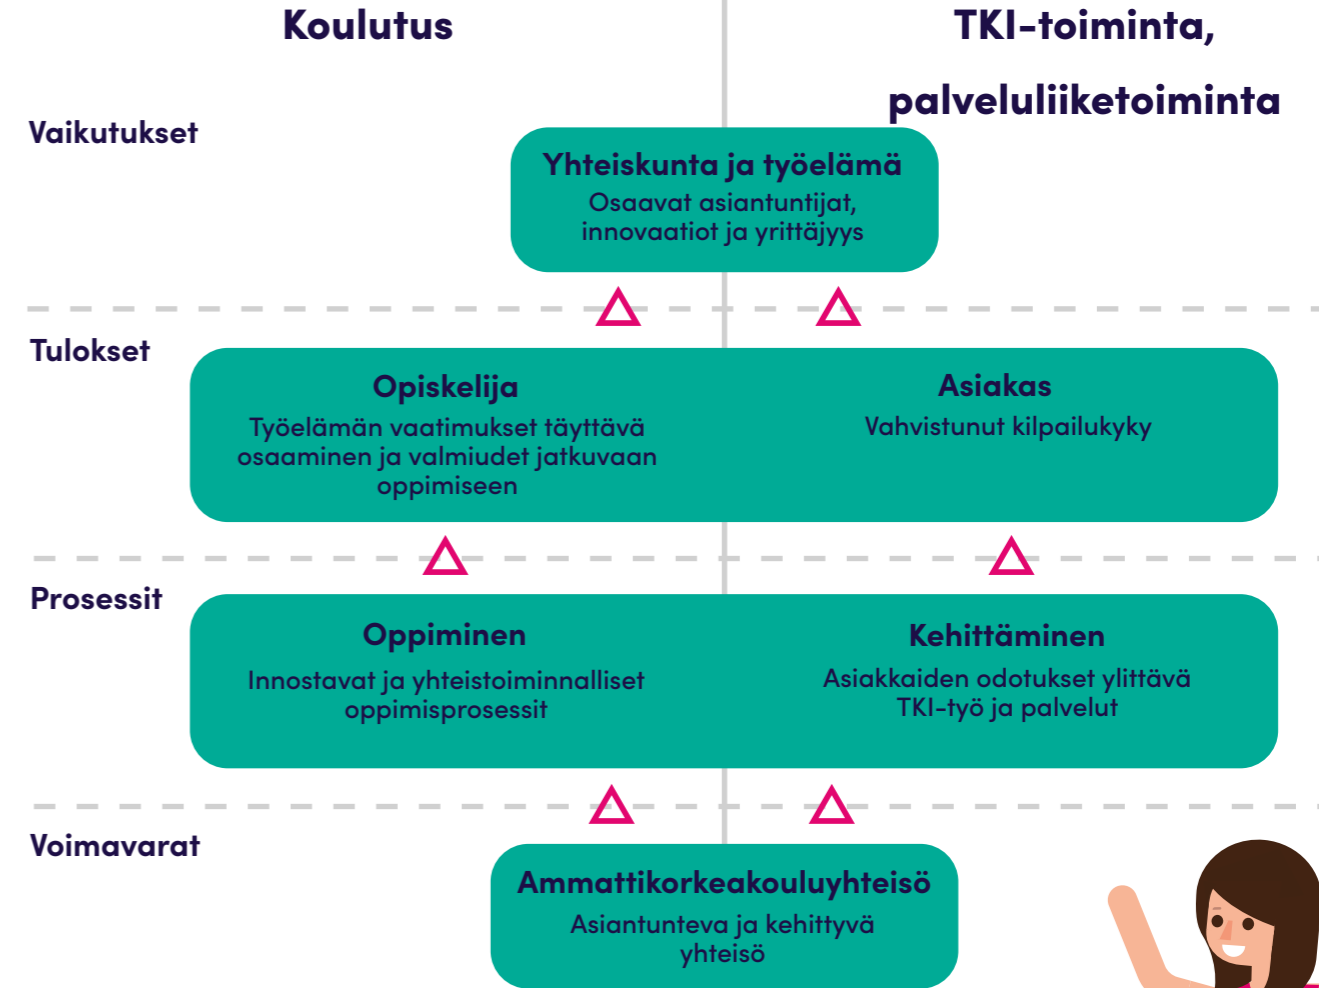 Koulutus
TKI-toiminta,
palveluliiketoiminta
Vaikutukset
Yhteiskunta ja työelämä
Osaavat asiantuntijat,
innovaatiot ja yrittäjyys
Tulokset
Opiskelija
Työelämän vaatimukset täyttävä
osaaminen ja valmiudet jatkuvaan
oppimiseen
Asiakas
Vahvistunut kilpailukyky
Prosessit
Oppiminen
Innostavat ja yhteistoiminnalliset
oppimisprosessit
Kehittäminen
Asiakkaiden odotukset ylittävä
TKI-työ ja palvelut
Voimavarat
Ammattikorkeakouluyhteisö
Asiantunteva ja kehittyvä
yhteisö